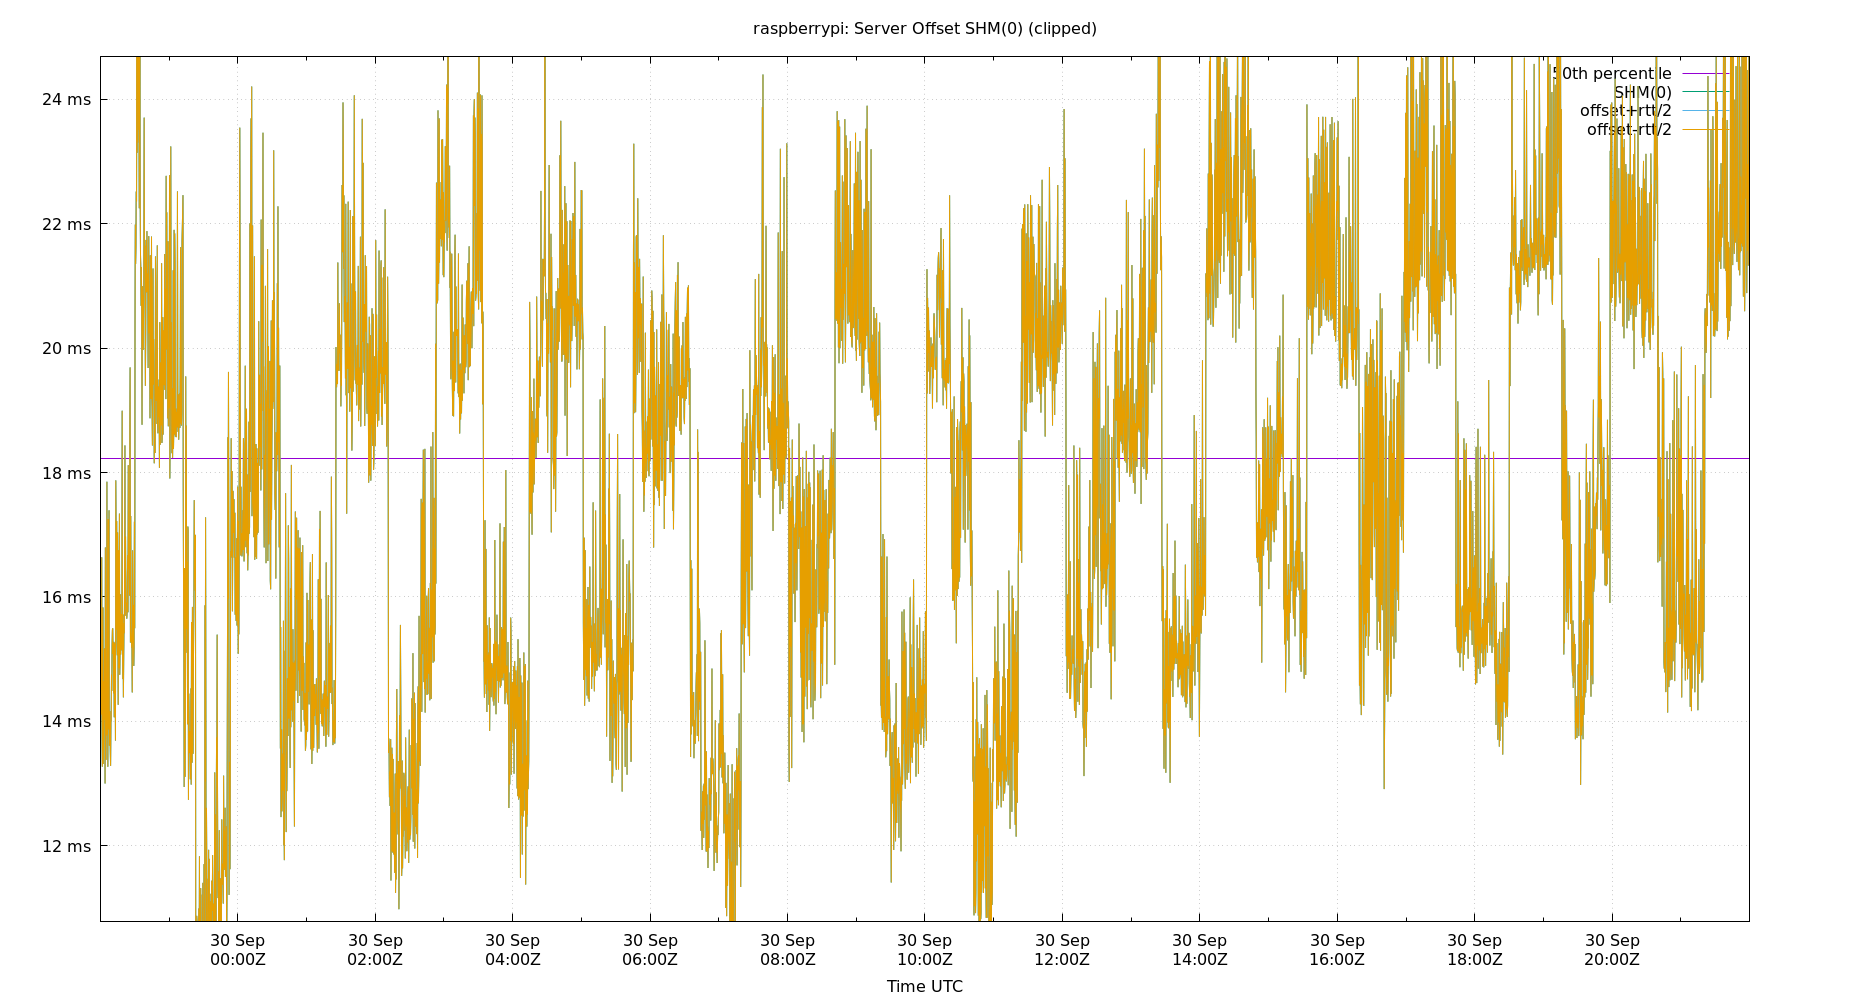 raspberrypi: Server Offset SHM(0) (clipped)
50th percentile
SHM(0)
offset+rtt/2
offset-rtt/2
24 ms
22 ms
20 ms
18 ms
16 ms
14 ms
12 ms
30 Sep 30 Sep 30 Sep 30 Sep 30 Sep 30 Sep 30 Sep 30 Sep 30 Sep 30 Sep 30 Sep
00:00Z 02:00Z 04:00Z 06:00Z 08:00Z 10:00Z 12:00Z 14:00Z 16:00Z 18:00Z 20:00Z
Time UTC